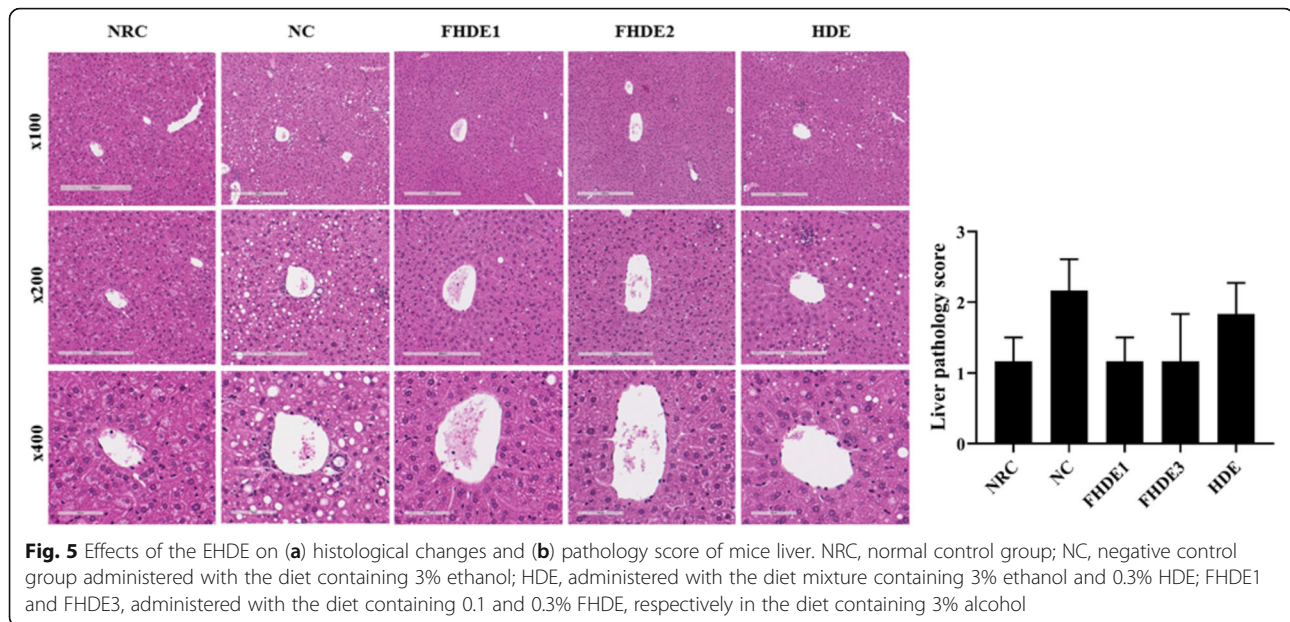 NRC NC FHDE1 FHDE2 HDE
x100
x200
x400
Liver pathology score
3
2
1
0
NRC NC FHDE1 FHDE3 HDE
Fig. 5 Effects of the EHDE on (a) histological changes and (b) pathology score of mice liver. NRC, normal control group; NC, negative control
group administered with the diet containing 3% ethanol; HDE, administered with the diet mixture containing 3% ethanol and 0.3% HDE; FHDE1
and FHDE3, administered with the diet containing 0.1 and 0.3% FHDE, respectively in the diet containing 3% alcohol